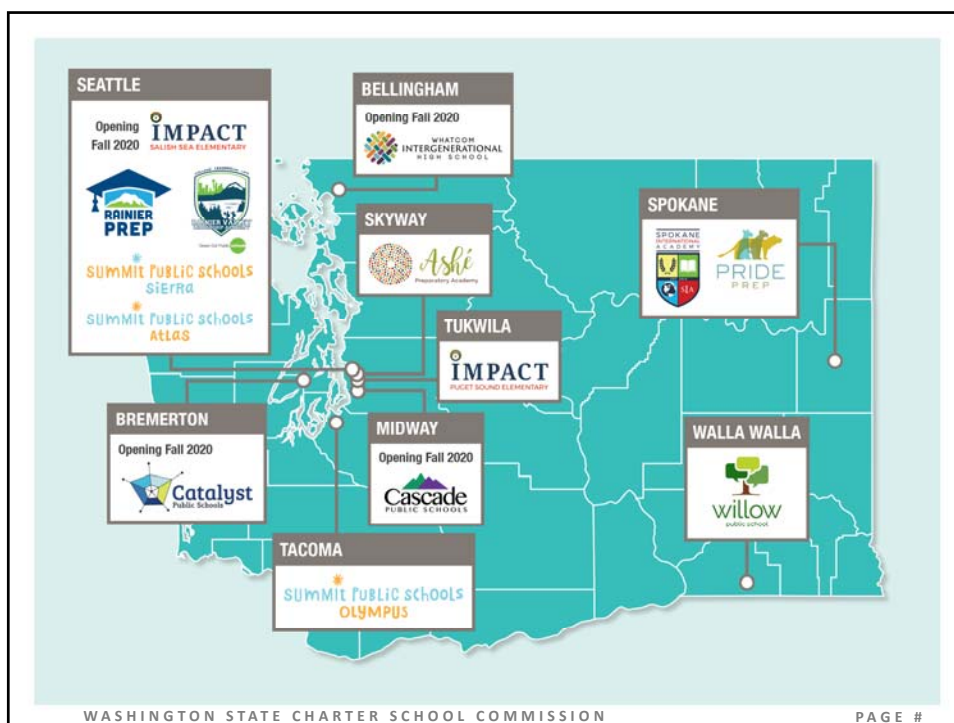 SEATTLE
Opening
Fall 2020
IMPACT
SALISH SEA ELEMENTARY
RAINIER
PREP
RAINIER VALLEY
SUMMIT PUBLIC SCHOOLS
SIERRA
SUMMIT PUBLIC SCHOOLS
ATLAS
BELLINGHAM
Opening Fall 2020
WHATCOM
INTERGENERATIONAL
HIGH SCHOOL
SKYWAY
Ashé
Preparatory Academy
TUKWILA
IMPACT
PUGET SOUND ELEMENTARY
SPOKANE
SPOKANE
INTERNATIONAL
ACADEMY
SIA
PRIDE
PREP
BREMERTON
Opening Fall 2020
Catalyst
Public Schools
MIDWAY
Opening Fall 2020
Cascade
PUBLIC SCHOOLS
WALLA WALLA
willow
public school
TACOMA
SUMMIT PUBLIC SCHOOLS
OLYMPUS
WASHINGTON STATE CHARTER SCHOOL COMMISSION
PAGE #